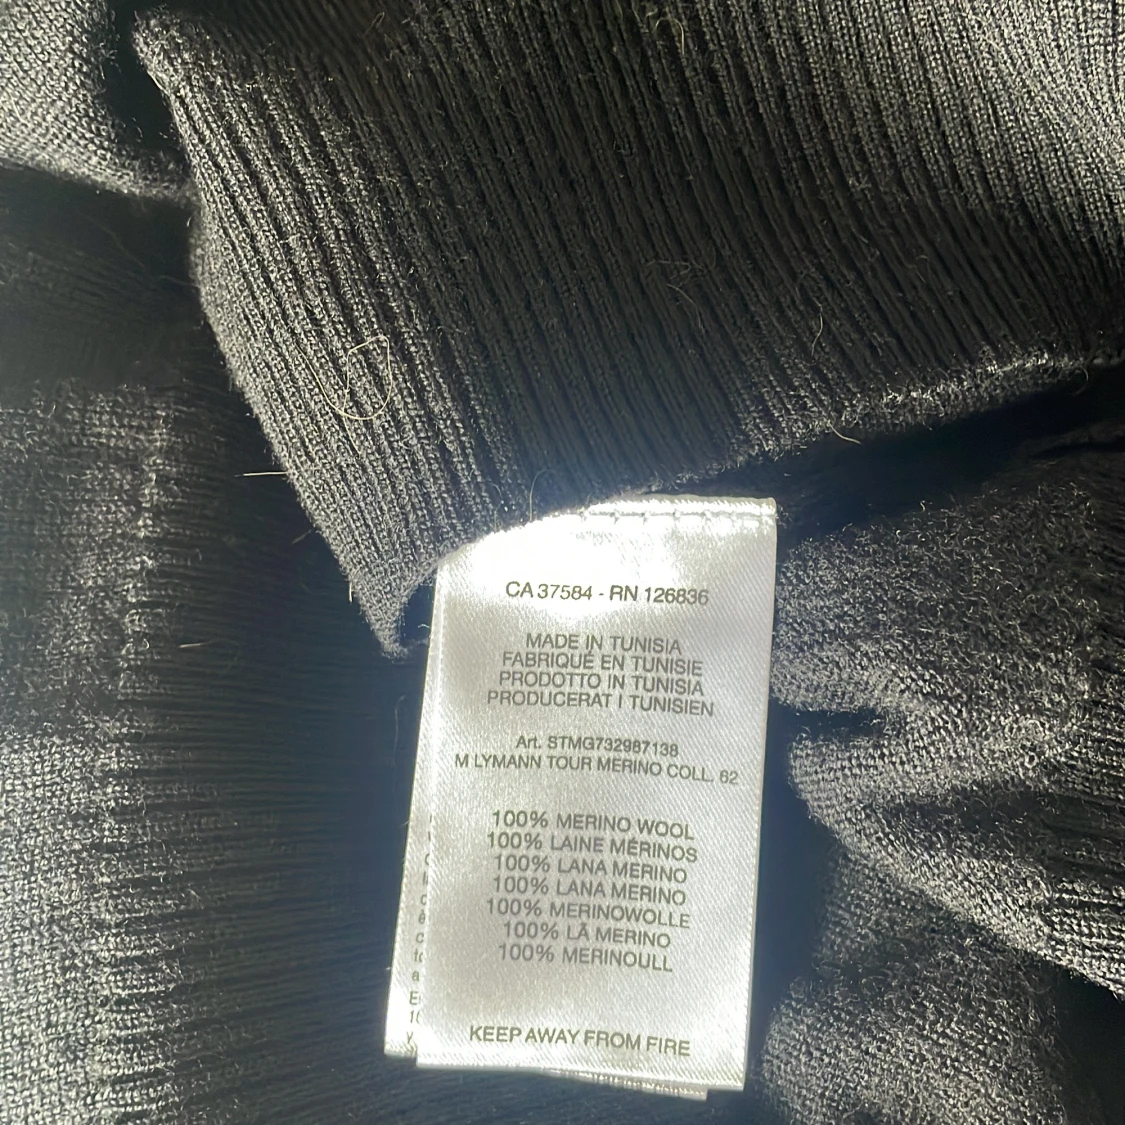 CA 37584 - RN 126836
MADE IN TUNISIA
FABRIQUÉ EN TUNISIE
PRODOTTO IN TUNISIA
PRODUCERAT I TUNISIEN
Art. STMG732987138
M LYMANN TOUR MERINO COLL. 62
100% MERINO WOOL
100% LAINE MÉRINOS
100% LANA MERINO
100% LANA MERINO
100% MERINOWOLLE
100% LÃ MERINO
100% MERINOULL
KEEP AWAY FROM FIRE